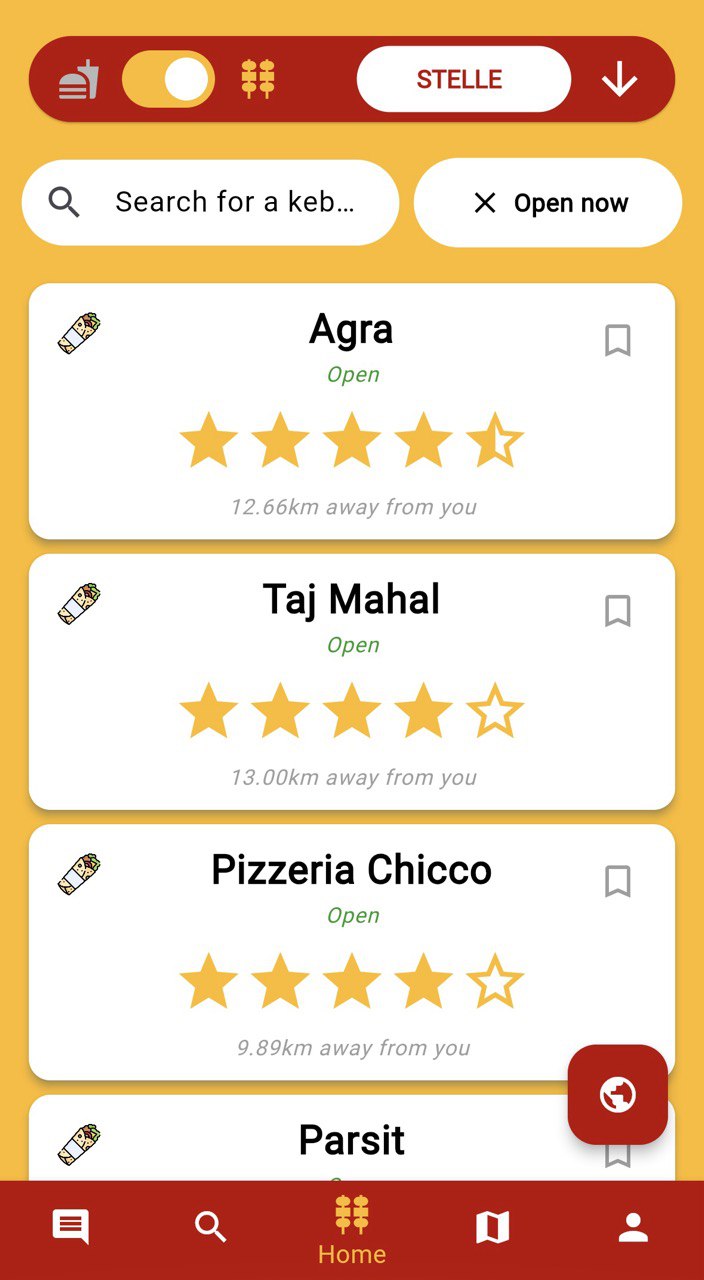 STELLE
Search for a keb...
Open now
Agra
Open
12.66km away from you
Taj Mahal
Open
13.00km away from you
Pizzeria Chicco
Open
9.89km away from you
Parsit
Home